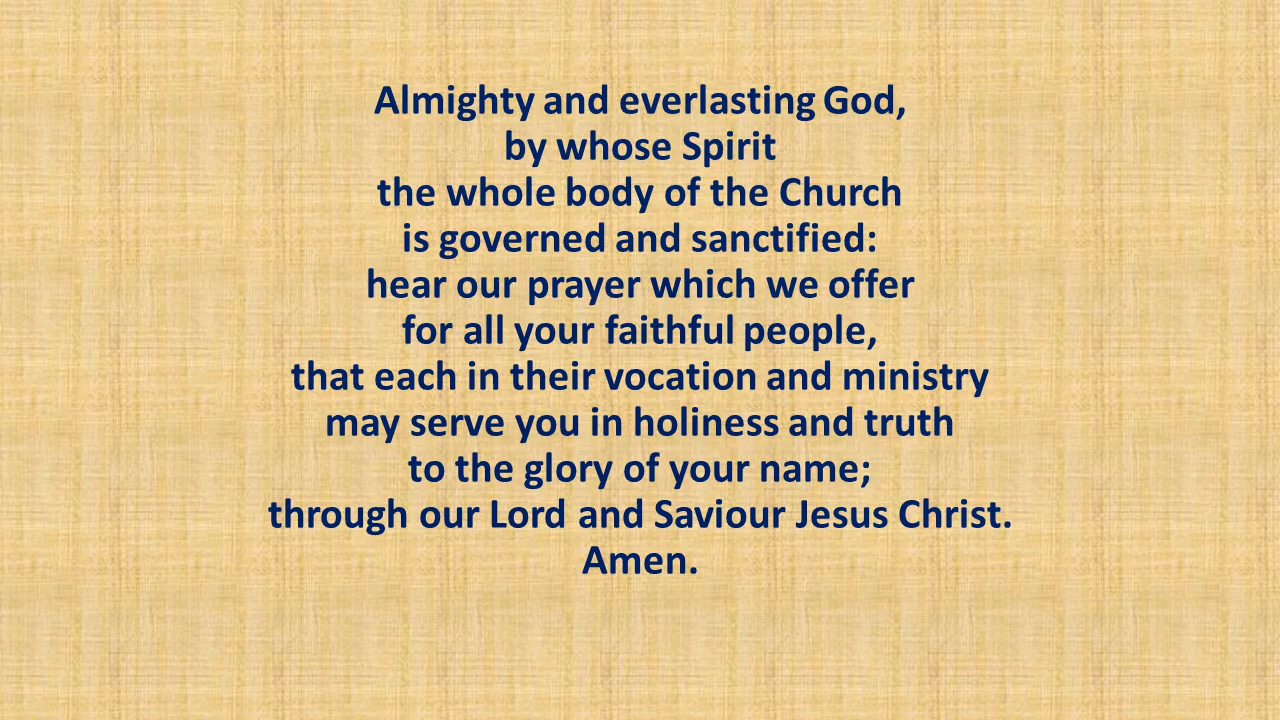 Almighty and everlasting God,
by whose Spirit
the whole body of the Church
is governed and sanctified:
hear our prayer which we offer
for all your faithful people,
that each in their vocation and ministry
may serve you in holiness and truth
to the glory of your name;
through our Lord and Saviour Jesus Christ.
Amen.